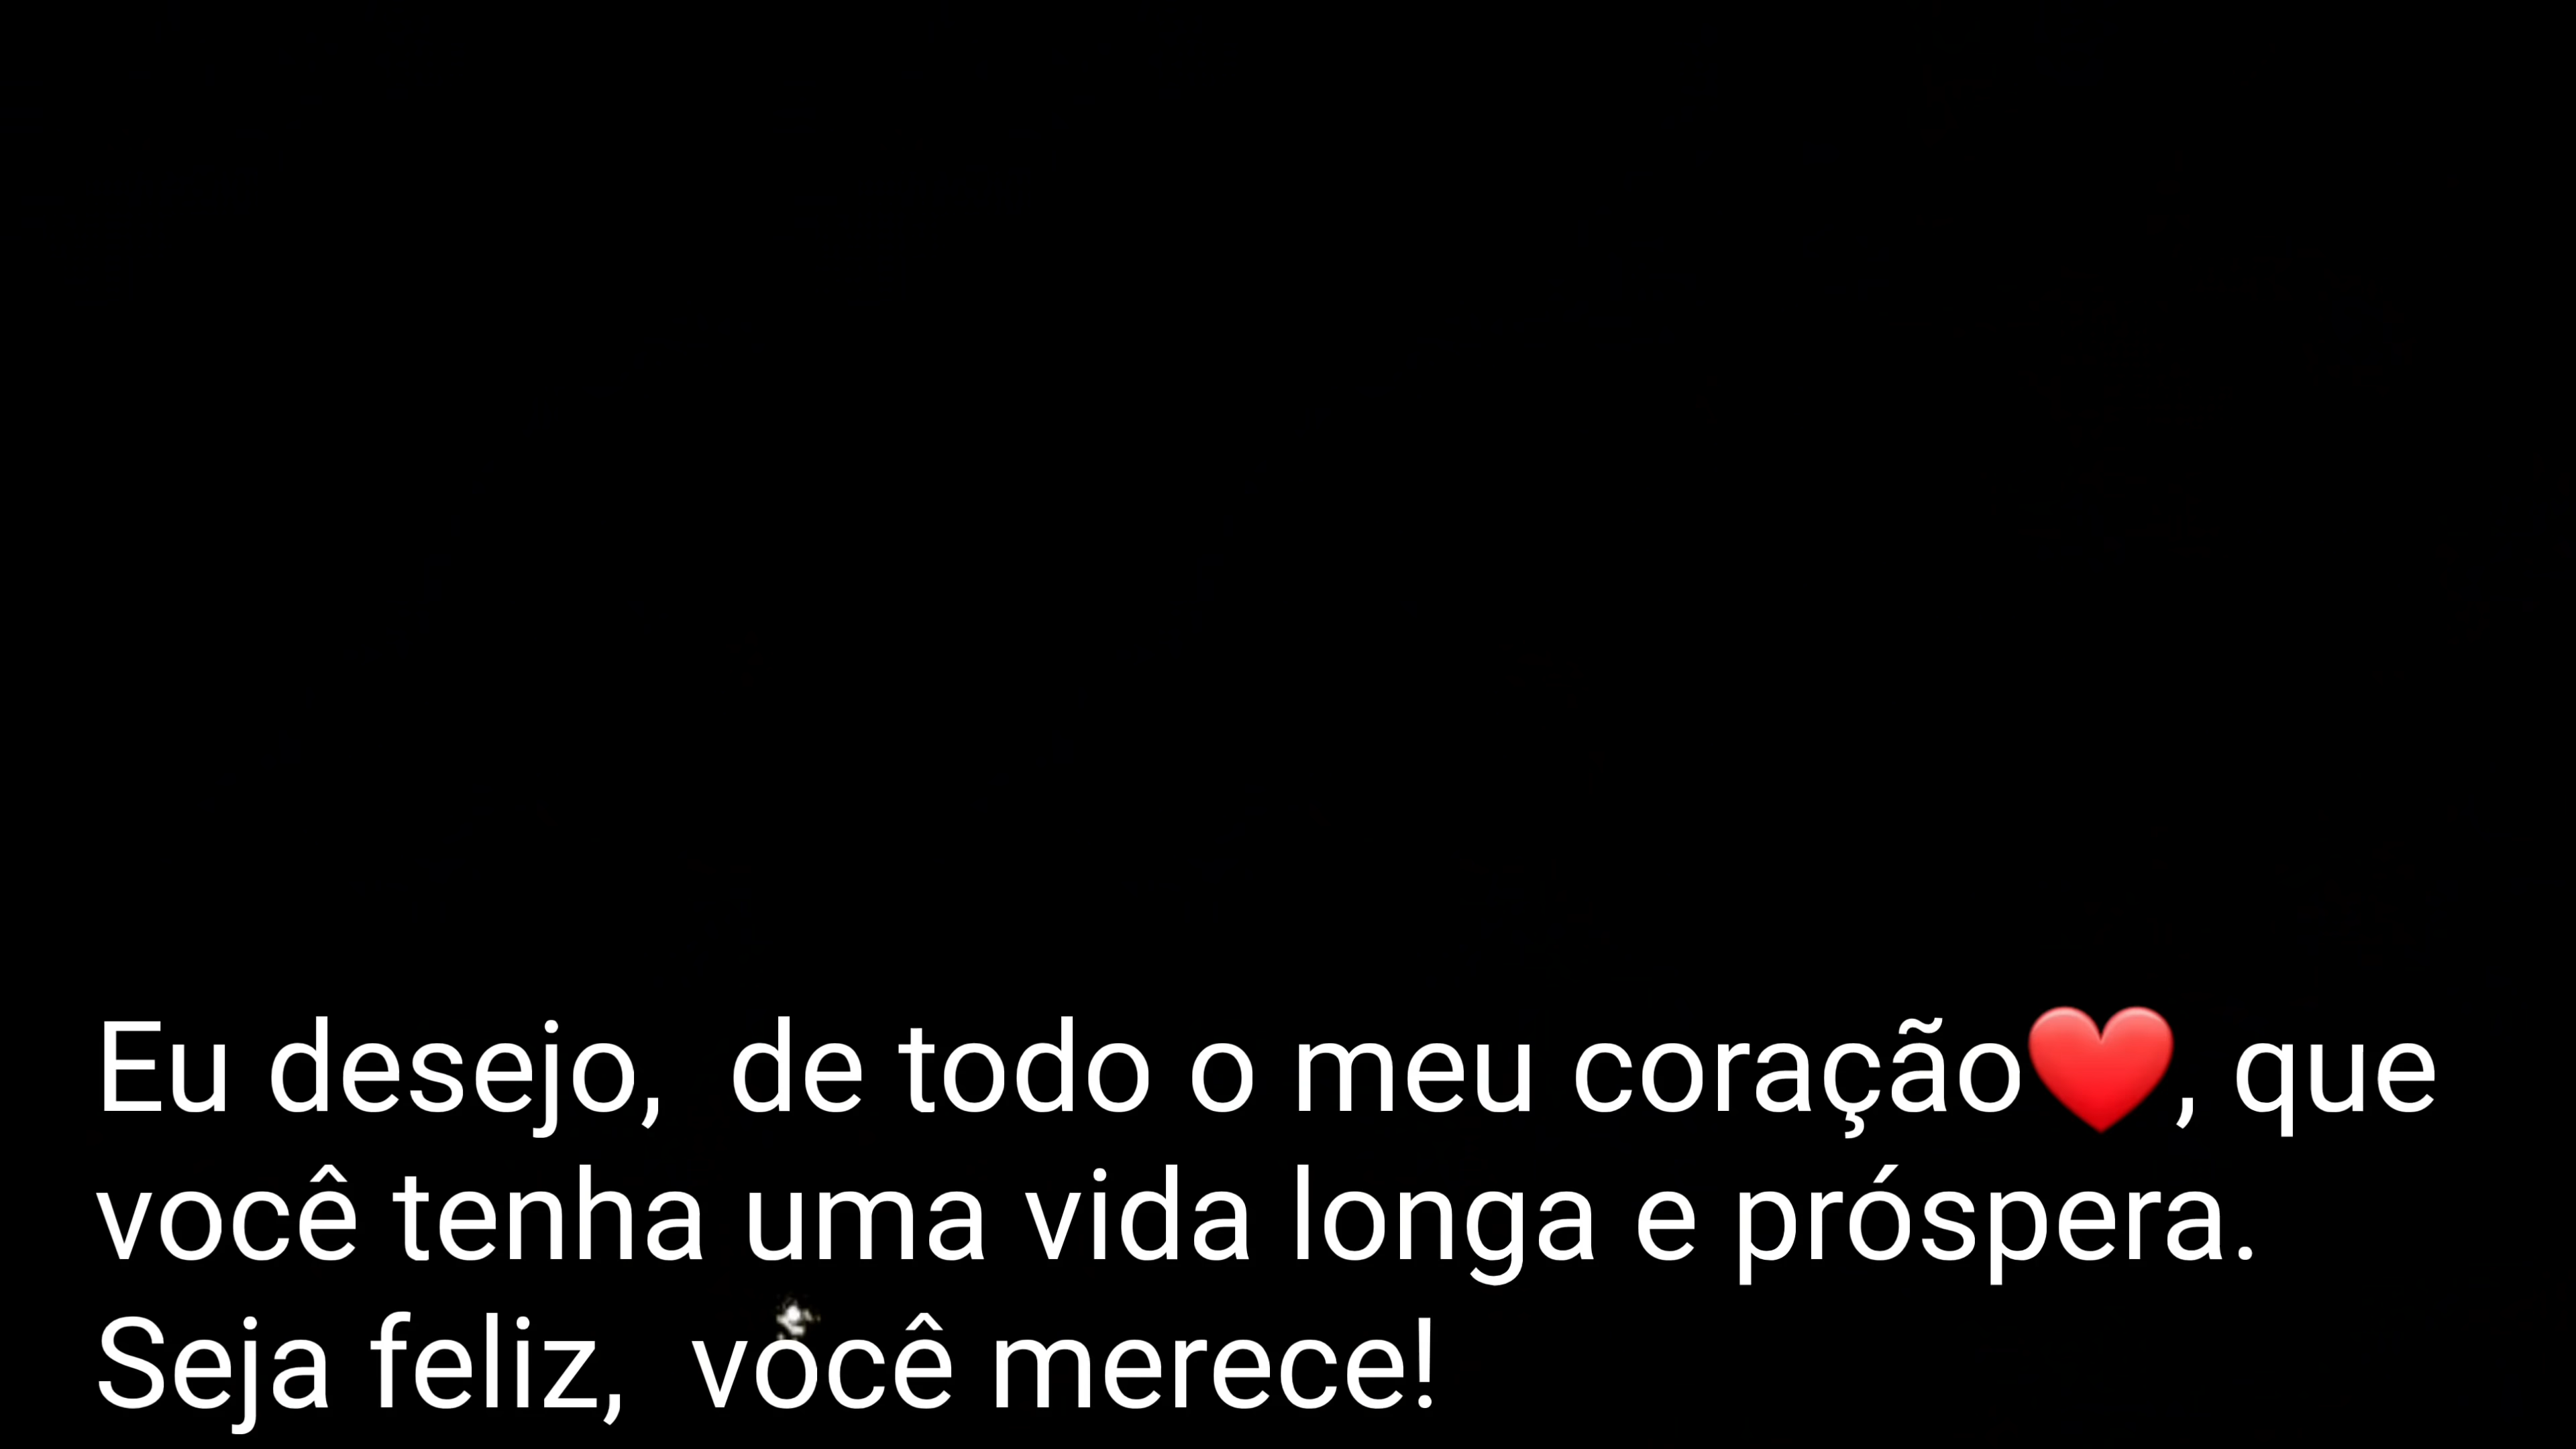 Eu desejo,  de todo o meu coração❤️, que
você tenha uma vida longa e próspera.
Seja feliz,  você merece!